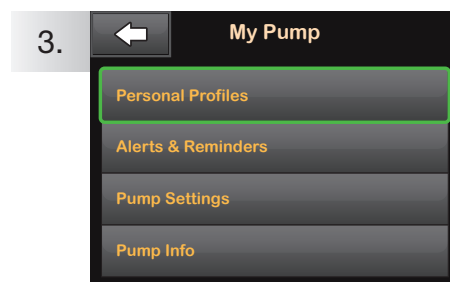 3.
My Pump
Personal Profiles
Alerts & Reminders
Pump Settings
Pump Info